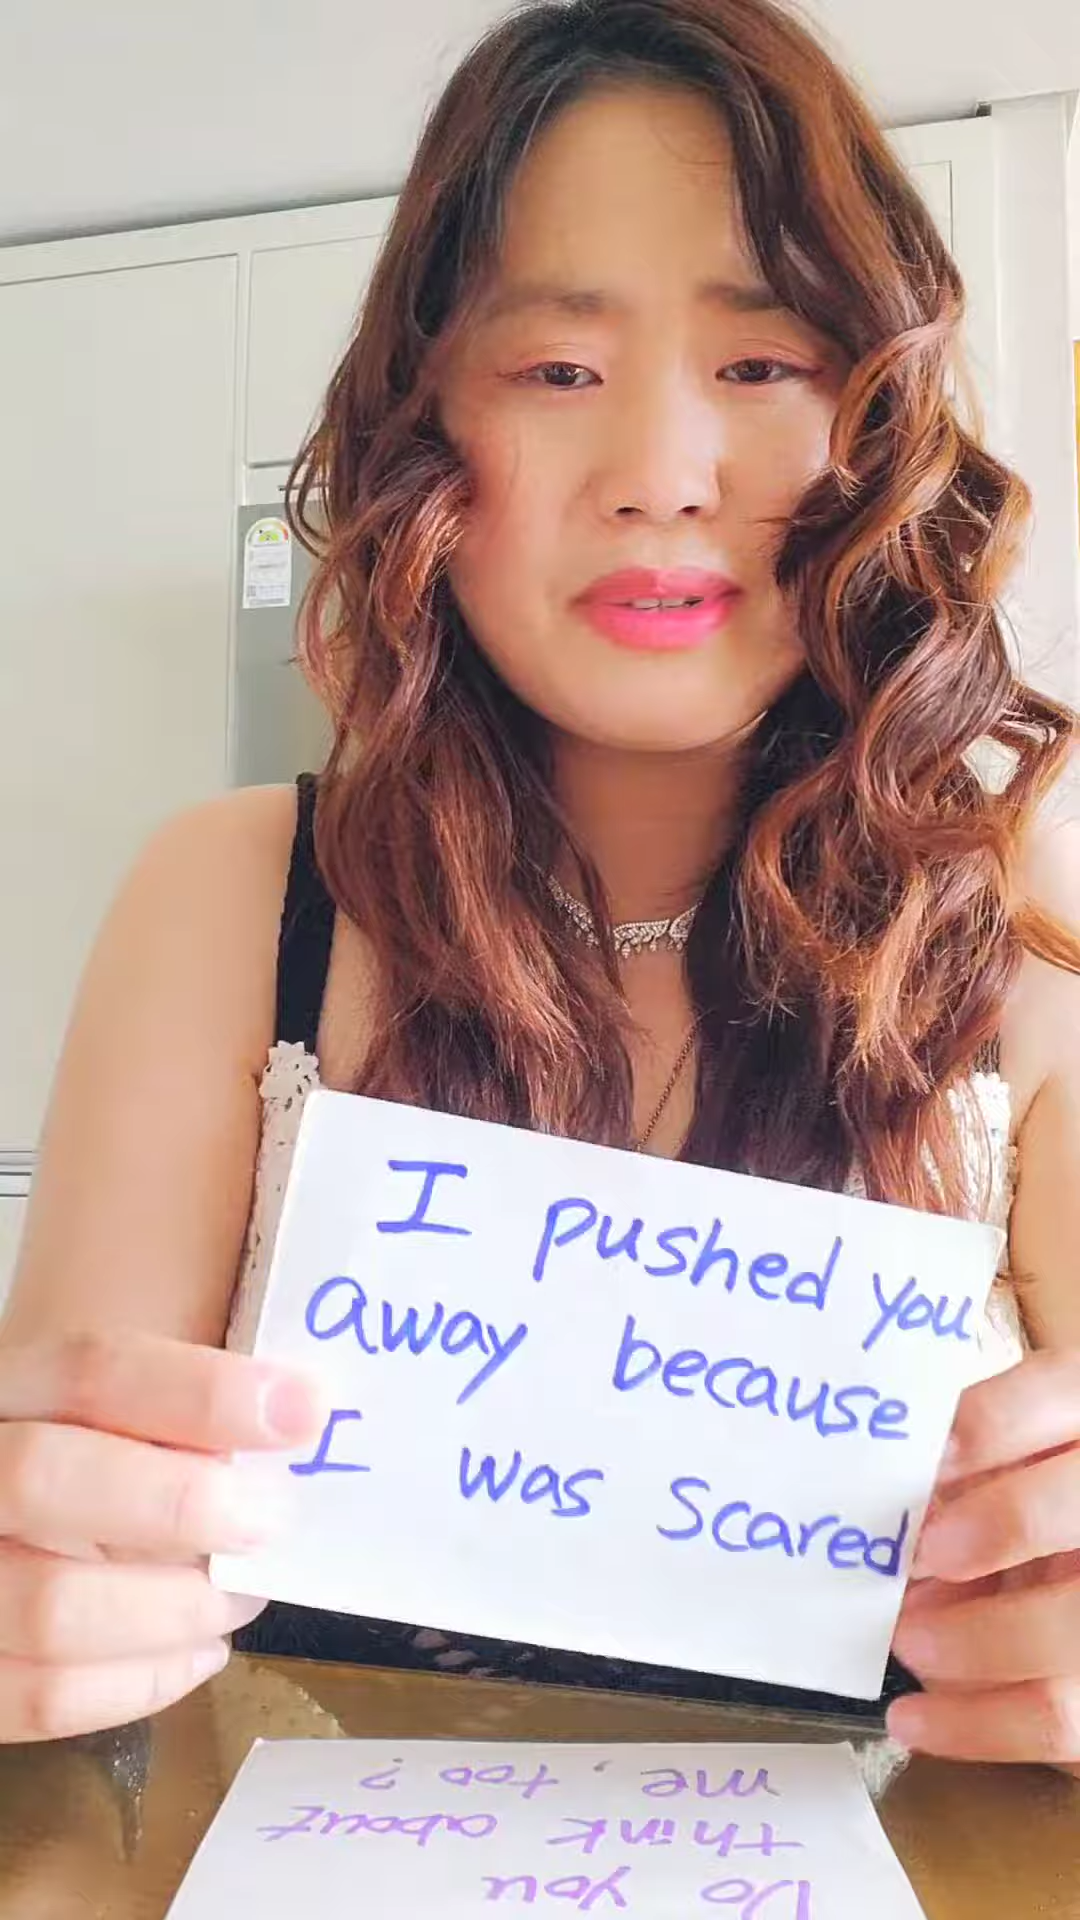 I pushed you
away because
I was scared
Do you
think about
me, too?